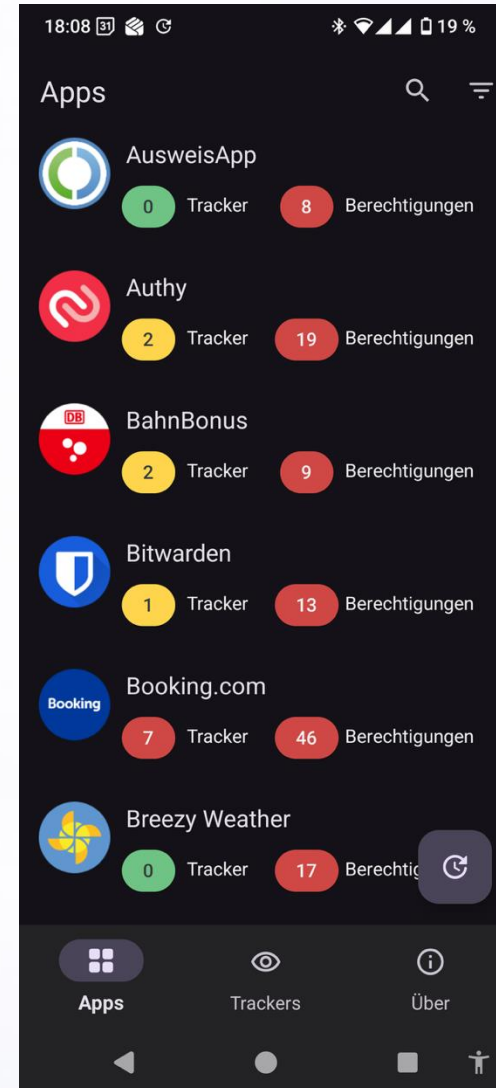 18:08 31 19 %
Apps
AusweisApp
0 Tracker 8 Berechtigungen
Authy
2 Tracker 19 Berechtigungen
DB
BahnBonus
2 Tracker 9 Berechtigungen
Bitwarden
1 Tracker 13 Berechtigungen
Booking
Booking.com
7 Tracker 46 Berechtigungen
Breezy Weather
0 Tracker 17 Berechtig
Apps Trackers Über